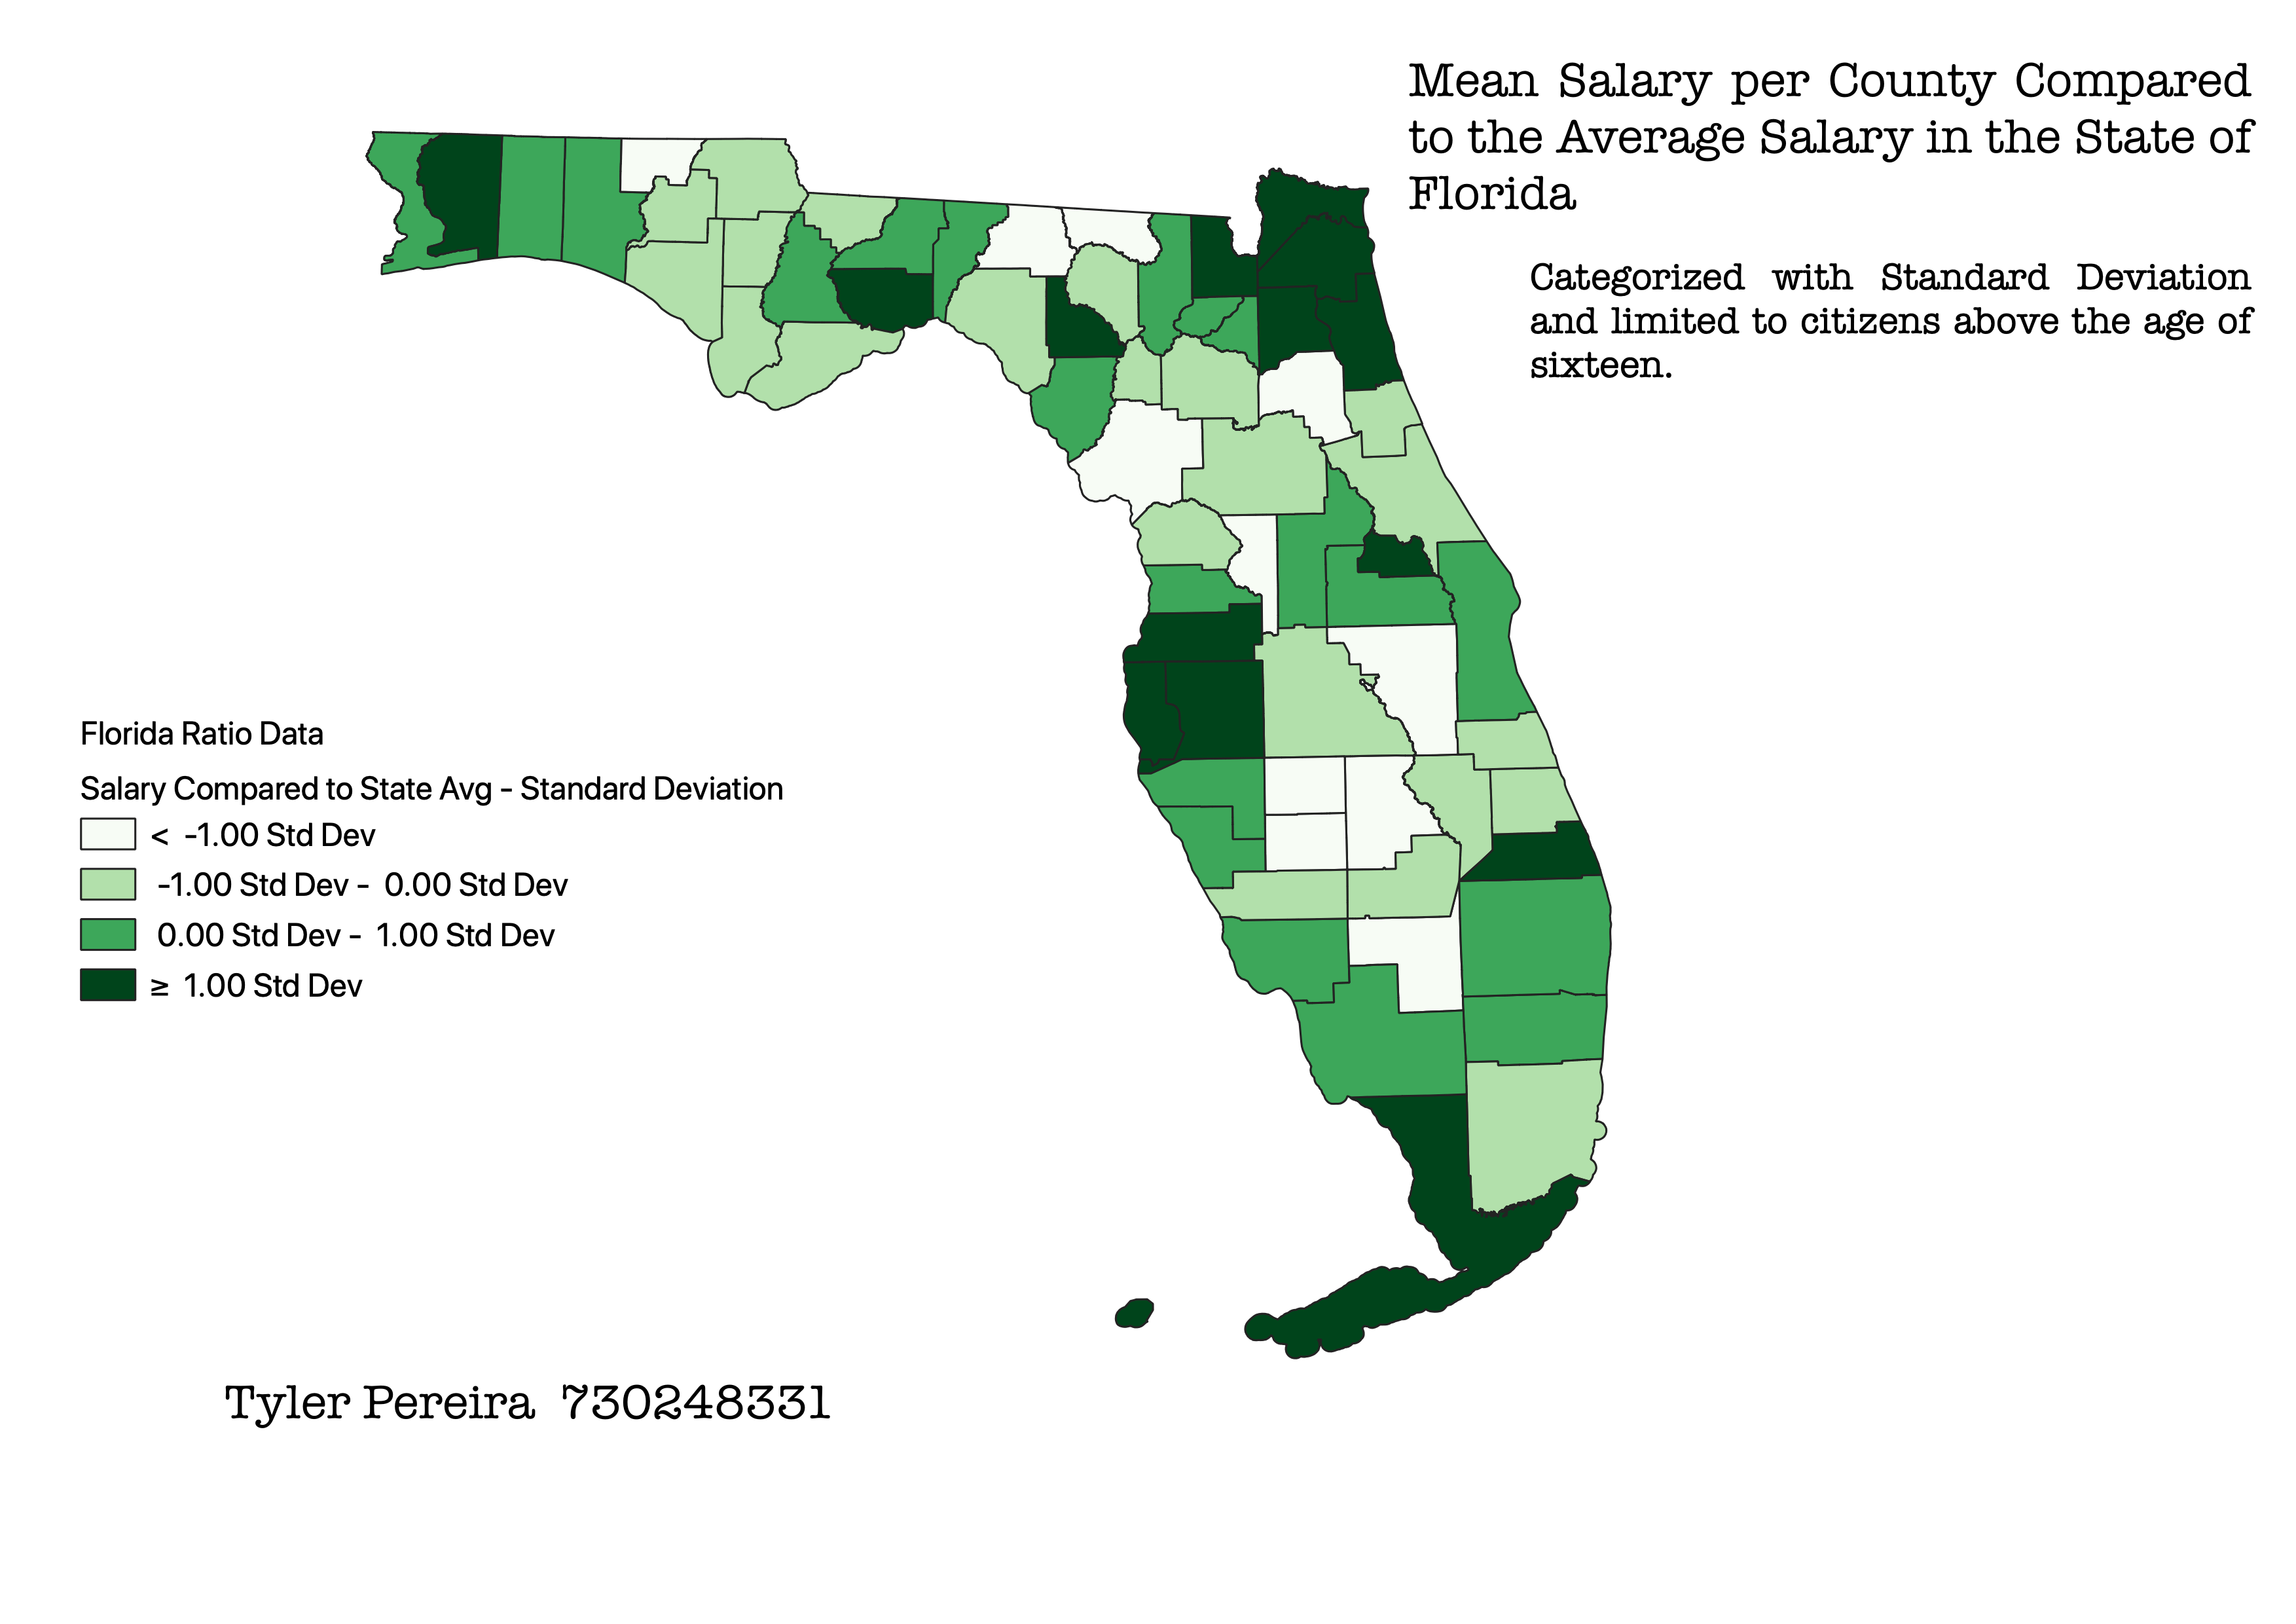 Mean Salary per County Compared
to the Average Salary in the State of
Florida
Categorized with Standard Deviation
and limited to citizens above the age of
sixteen.
Florida Ratio Data
Salary Compared to State Avg - Standard Deviation
< -1.00 Std Dev
-1.00 Std Dev - 0.00 Std Dev
0.00 Std Dev - 1.00 Std Dev
≥ 1.00 Std Dev
Tyler Pereira 730248331